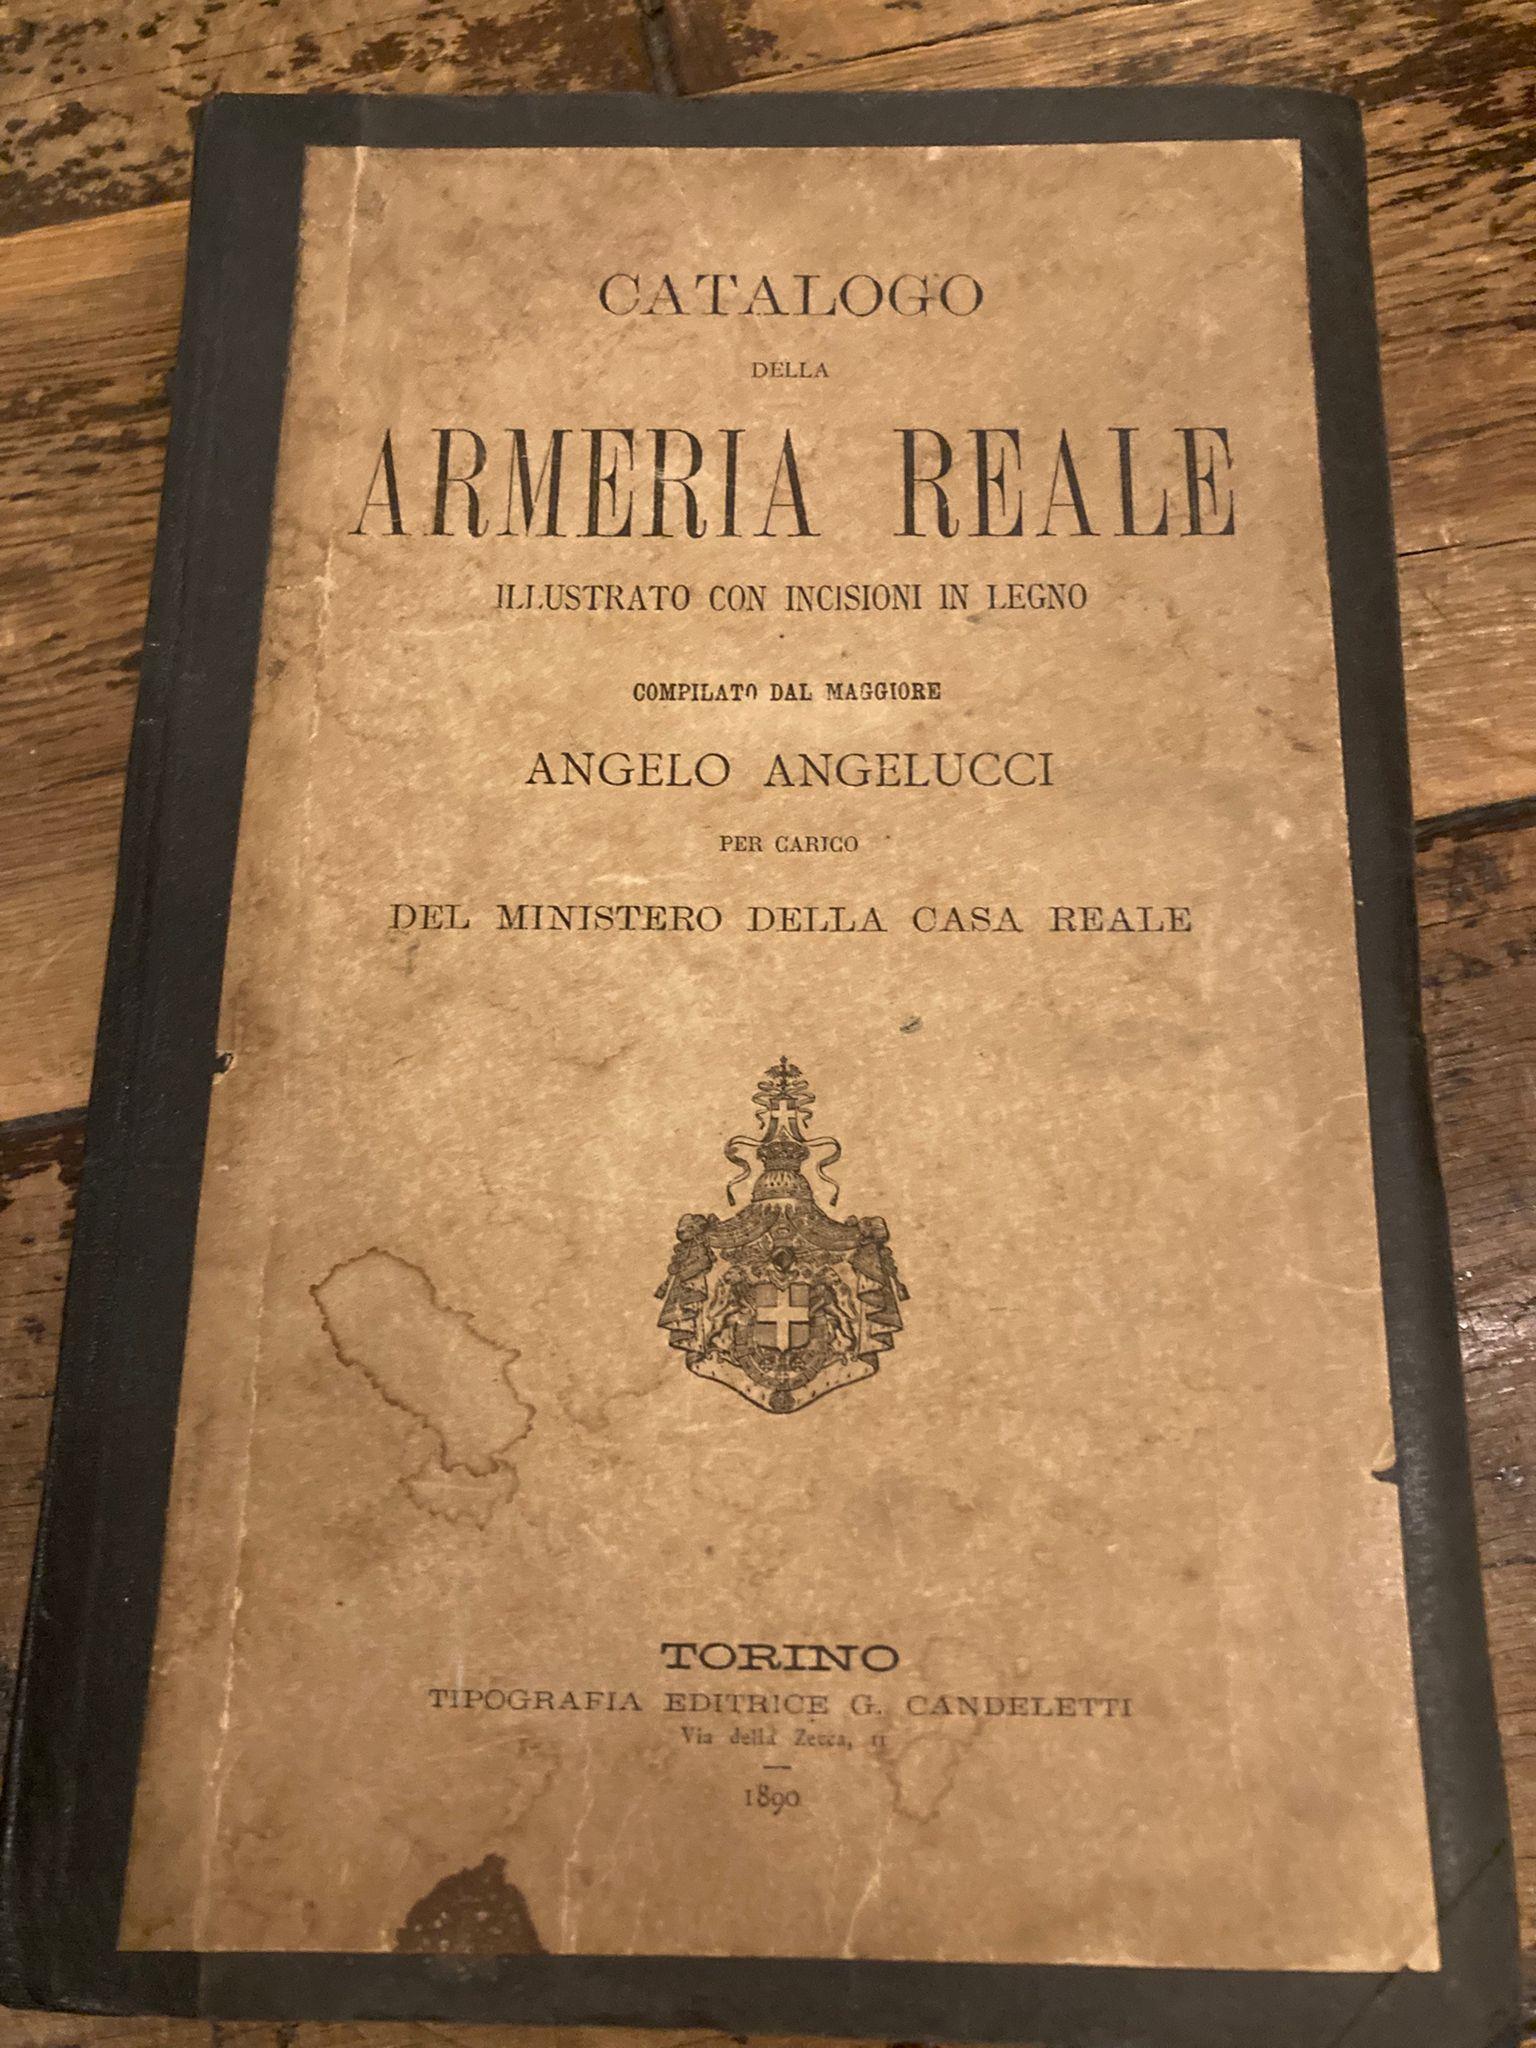 CATALOGO
DELLA
ARMERIA REALE
ILLUSTRATO CON INCISIONI IN LEGNO
COMPILATO DAL MAGGIORE
ANGELO ANGELUCCI
PER CARICO
DEL MINISTERO DELLA CASA REALE
TORINO
TIPOGRAFIA EDITRICE G. CANDELETTI
Via della Zecca, 11
1890